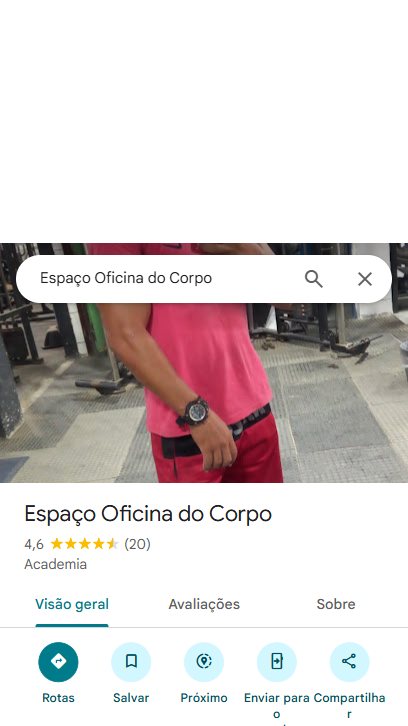 Espaço Oficina do Corpo
Espaço Oficina do Corpo
4,6 (20)
Academia
Visão geral Avaliações Sobre
Rotas Salvar Próximo Enviar para Compartilha
o r